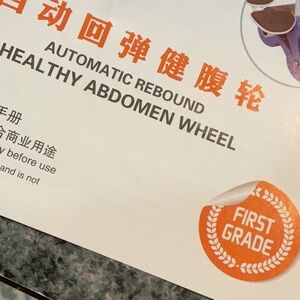 自动回弹健腹轮
AUTOMATIC REBOUND
HEALTHY ABDOMEN WHEEL
手册
合商业用途
before use
and is not
FIRST
GRADE